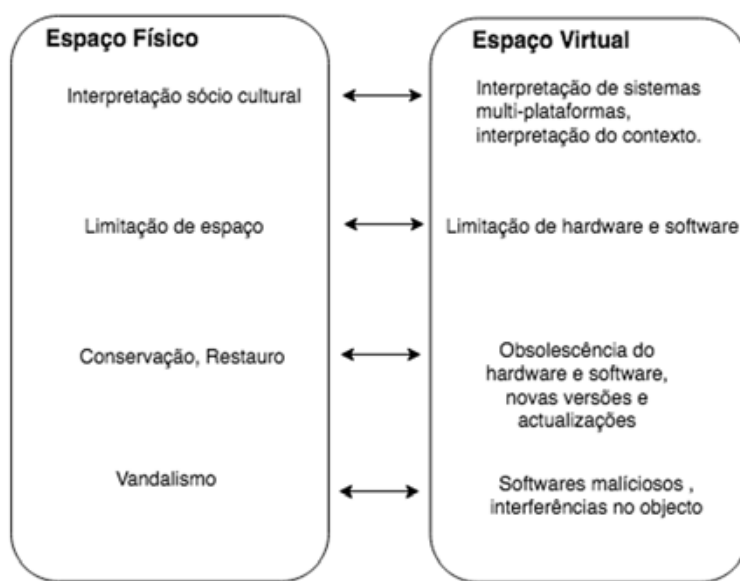 Espaço Físico
Interpretação sócio cultural
Limitação de espaço
Conservação, Restauro
Vandalismo
Espaço Virtual
Interpretação de sistemas
multi-plataformas,
interpretação do contexto.
Limitação de hardware e software
Obsolescência do
hardware e software,
novas versões e
actualizações
Softwares malíciosos ,
interferências no objecto